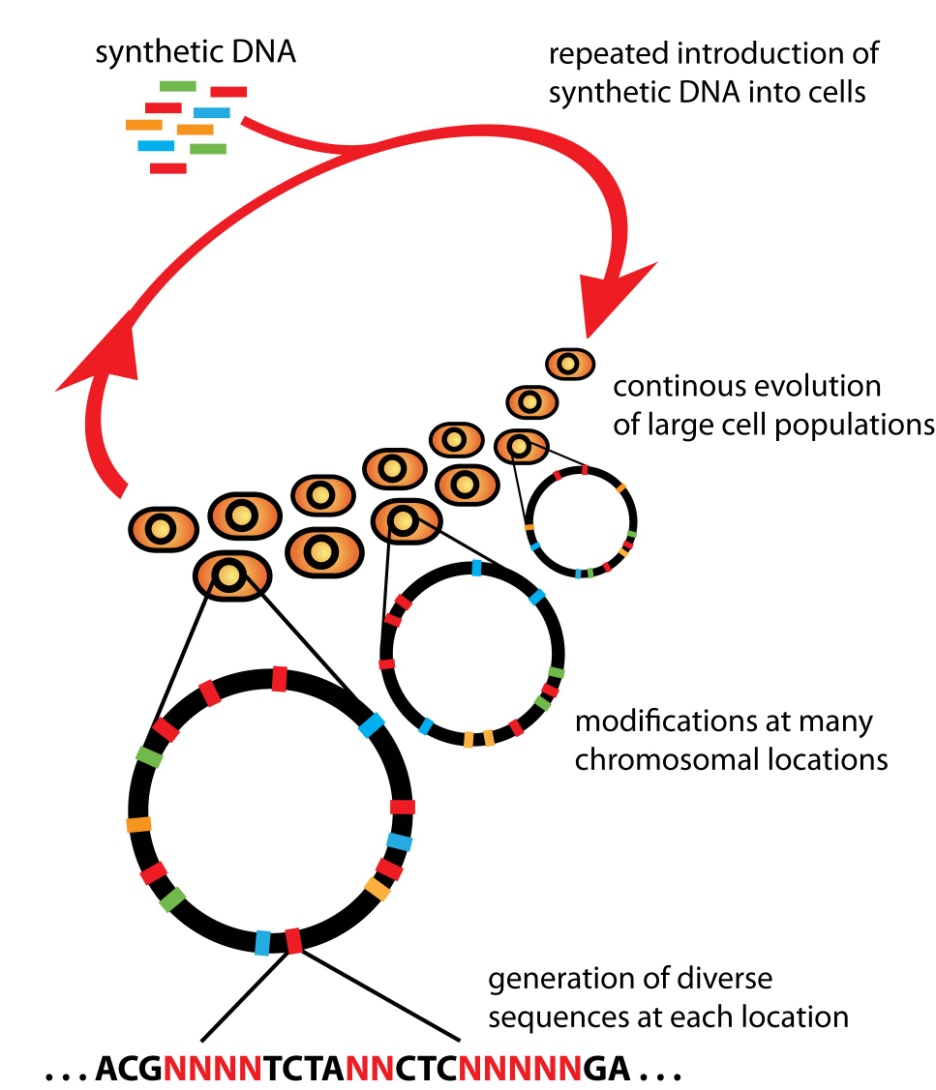 synthetic DNA
repeated introduction of
synthetic DNA into cells
continous evolution
of large cell populations
modifications at many
chromosomal locations
generation of diverse
sequences at each location
...ACGNNNNTCTANNCTCNNNNNGA...